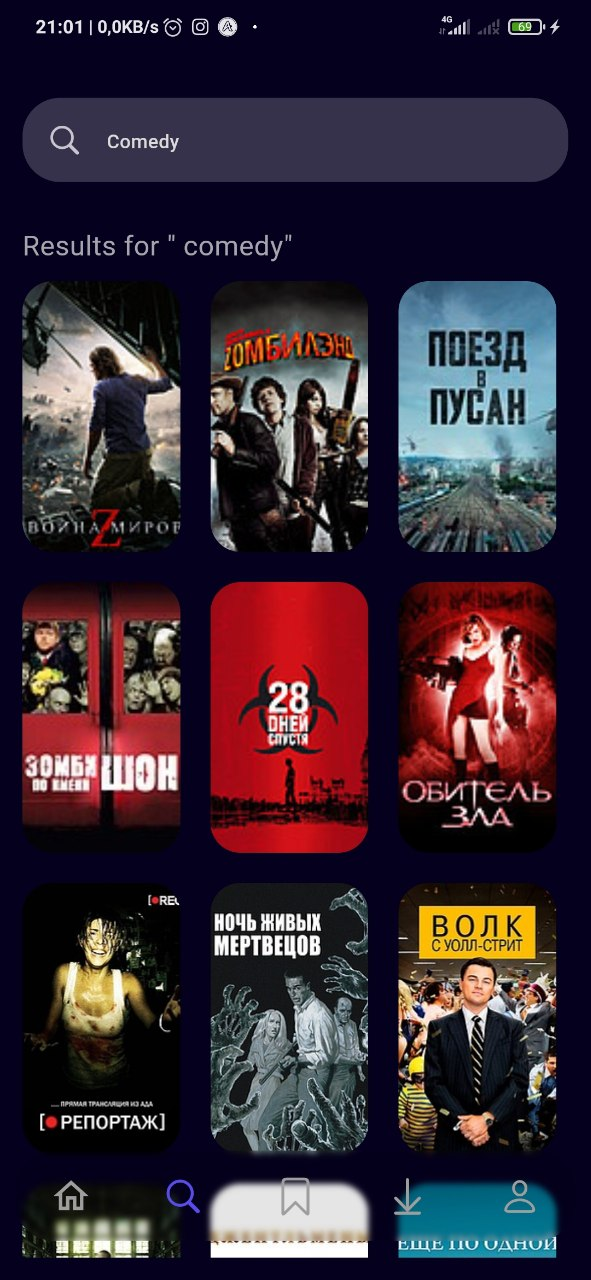 21:01 | 0,0KB/s
4G
69
Comedy
Results for " comedy"
ВОЙНА Z МИРОВ
ZОМБИЛЭНД
ПОЕЗД
В
ПУСАН
ЗОМБИ
ПО ИМЕНИ
ШОН
28
ДНЕЙ
СПУСТЯ
ОБИТЕЛЬ
ЗЛА
[●REC
.... ПРЯМАЯ ТРАНСЛЯЦИЯ ИЗ АДА
[●РЕПОРТАЖ]
НОЧЬ ЖИВЫХ
МЕРТВЕЦОВ
ВОЛК
С УОЛЛ-СТРИТ
ЕЩЕ ПО ОДНОЙ